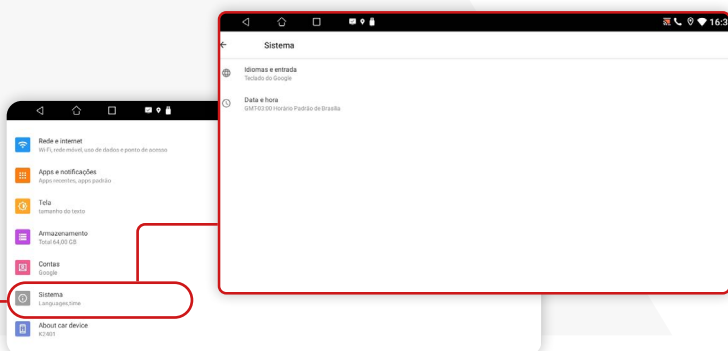 16:3
Sistema
Idiomas e entrada
Teclado do Google
Data e hora
GMT-03:00 Horário Padrão de Brasília
Rede e internet
Wi-Fi, rede móvel, uso de dados e ponto de acesso
Apps e notificações
Apps recentes, apps padrão
Tela
tamanho do texto
Armazenamento
Total 64,00 GB
Contas
Google
Sistema
Languages,time
About car device
K2401